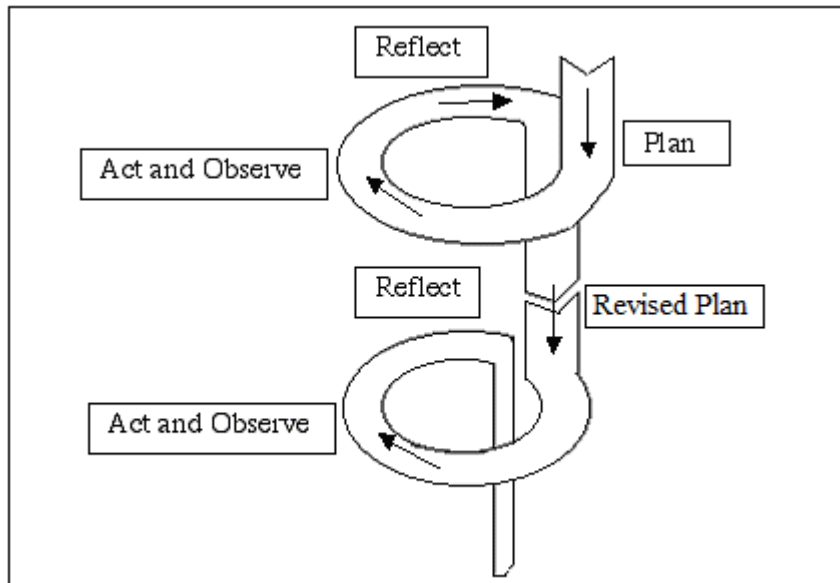 Reflect
Plan
Act and Observe
Reflect
Revised Plan
Act and Observe